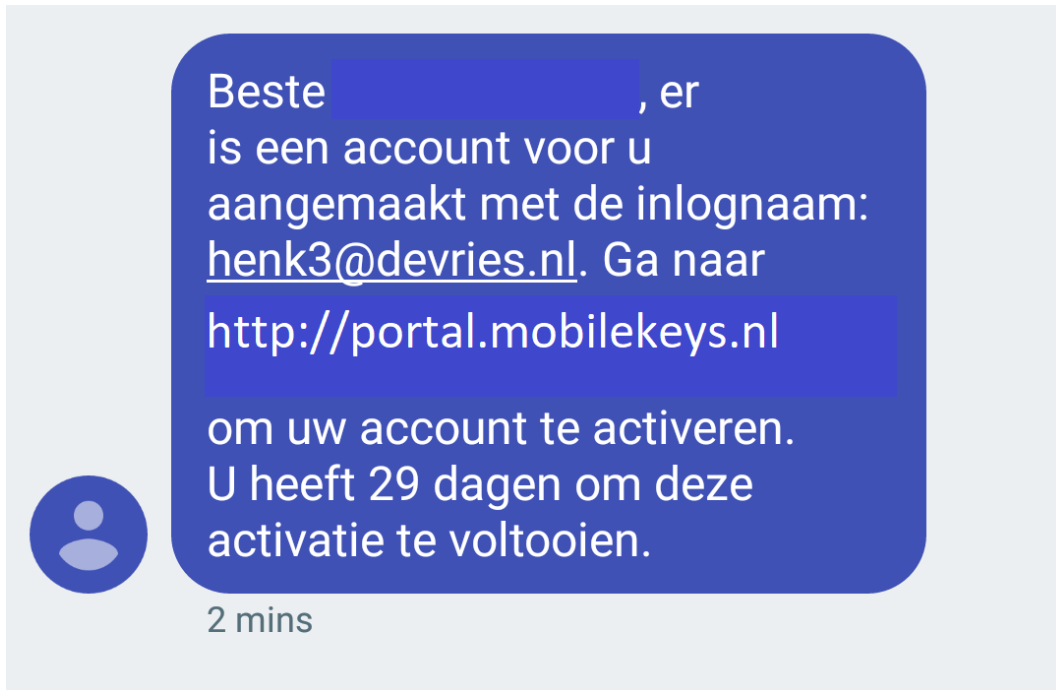 Beste , er
is een account voor u
aangemaakt met de inlognaam:
henk3@devries.nl. Ga naar
http://portal.mobilekeys.nl
om uw account te activeren.
U heeft 29 dagen om deze
activatie te voltooien.
2 mins